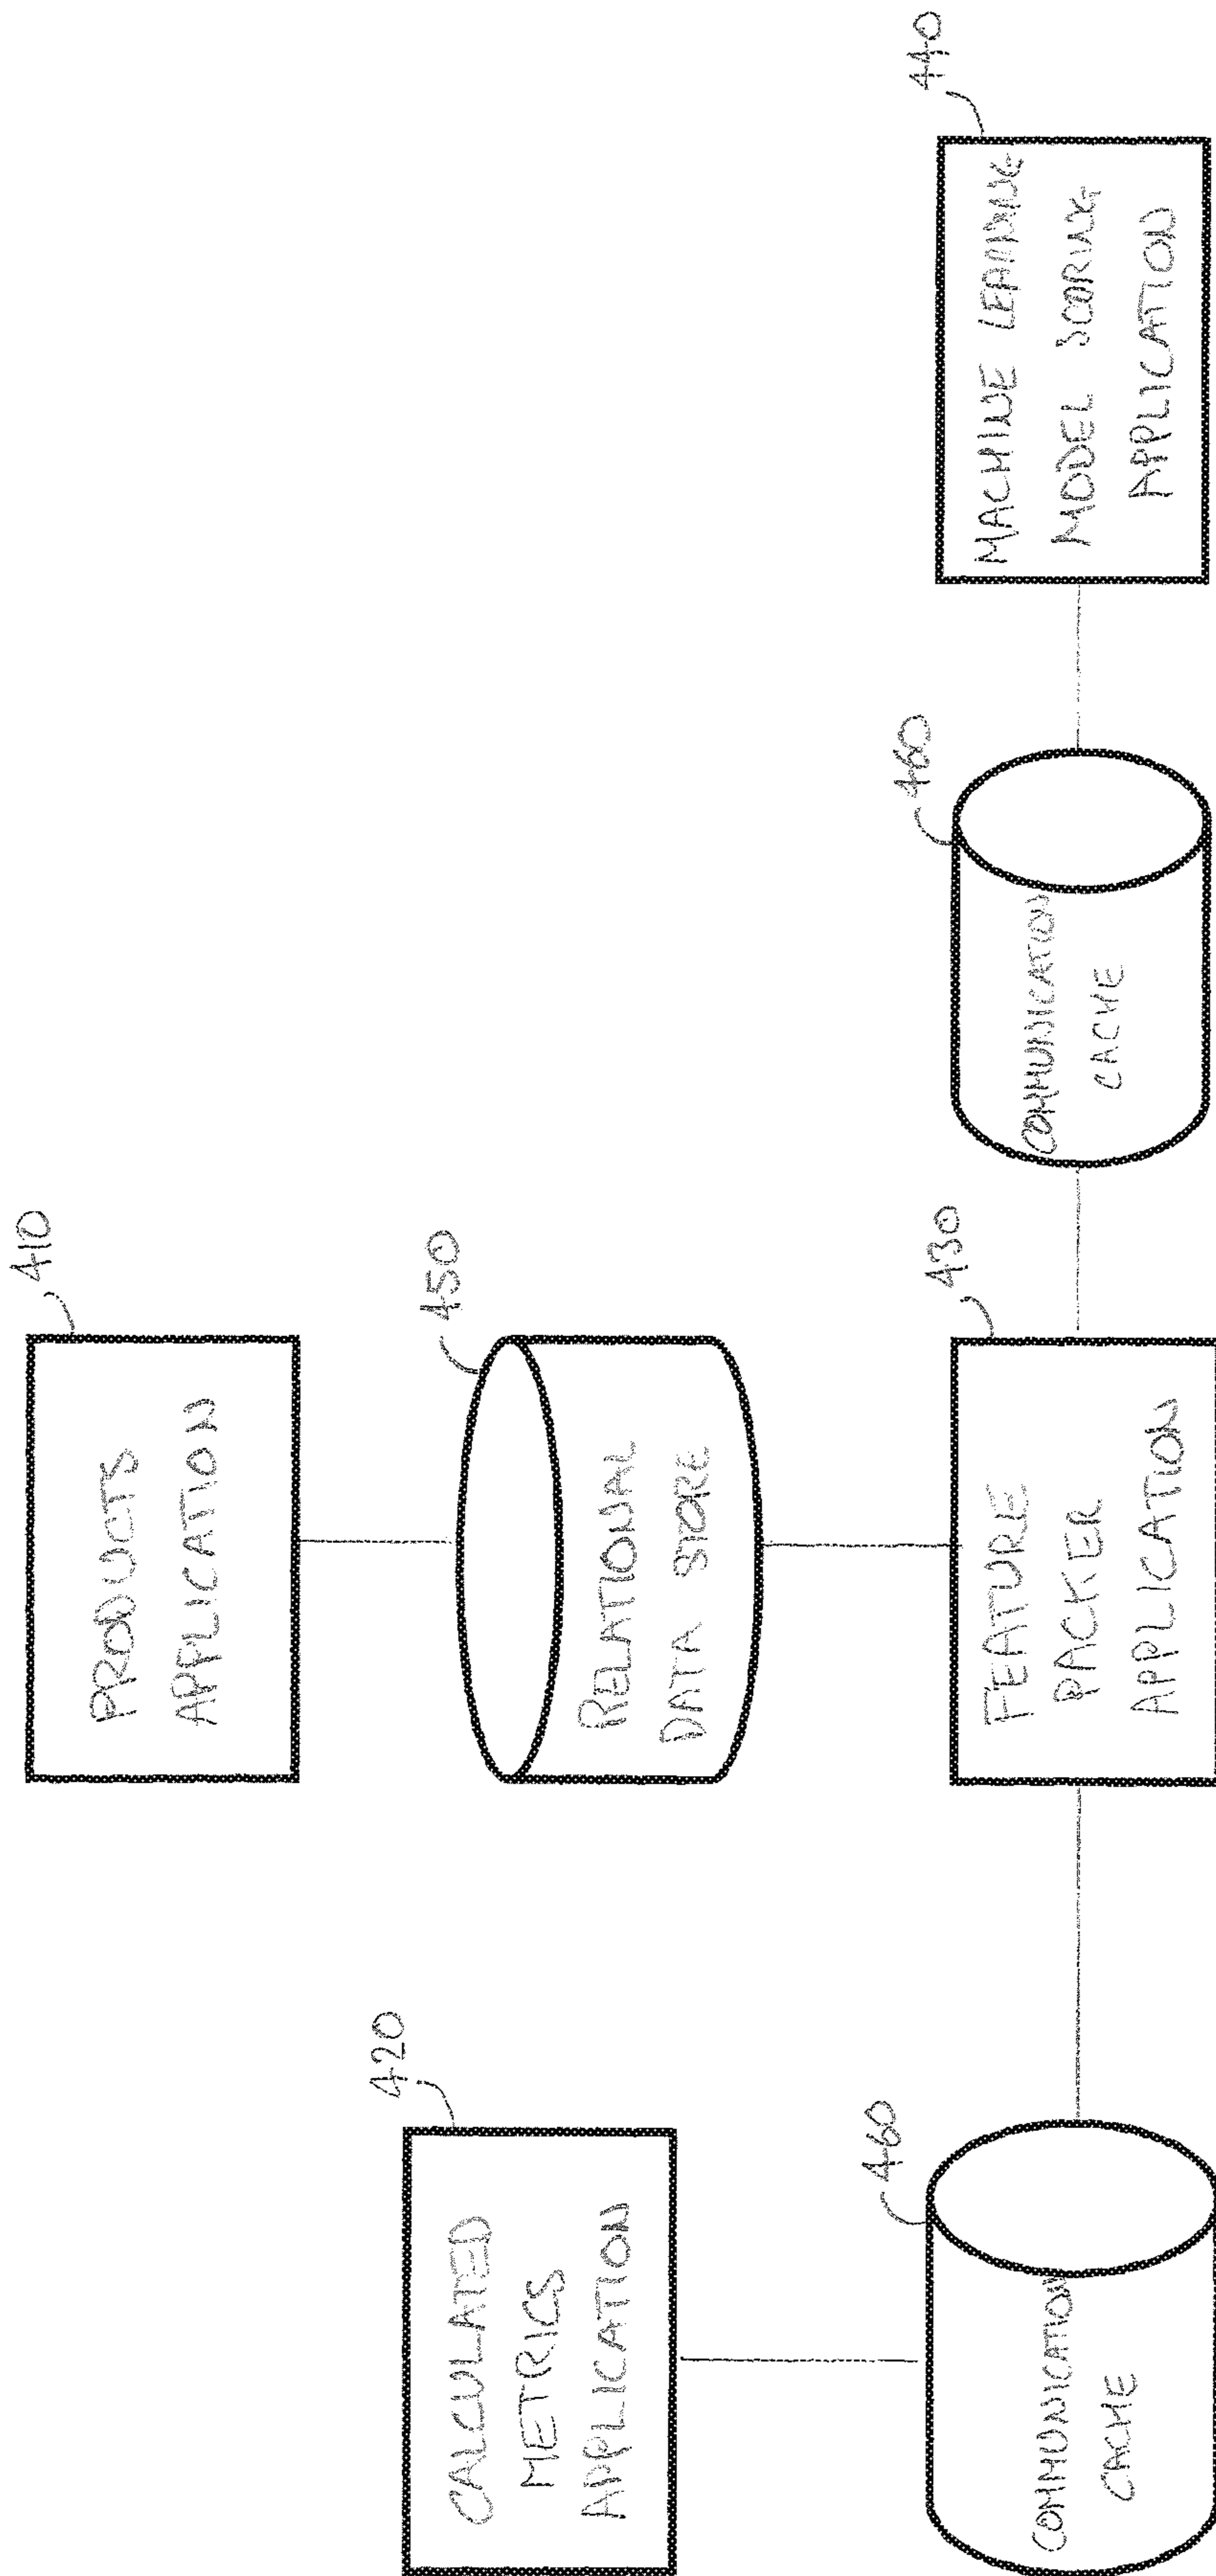 410
PRODUCTS
APPLICATION
420
CALCULATED
METRICS
APPLICATION
450
RELATIONAL
DATA STORE
460
COMMUNICATION
CACHE
430
FEATURE
PACKER
APPLICATION
460
COMMUNICATION
CACHE
440
MACHINE LEARNING
MODEL SCORING
APPLICATION